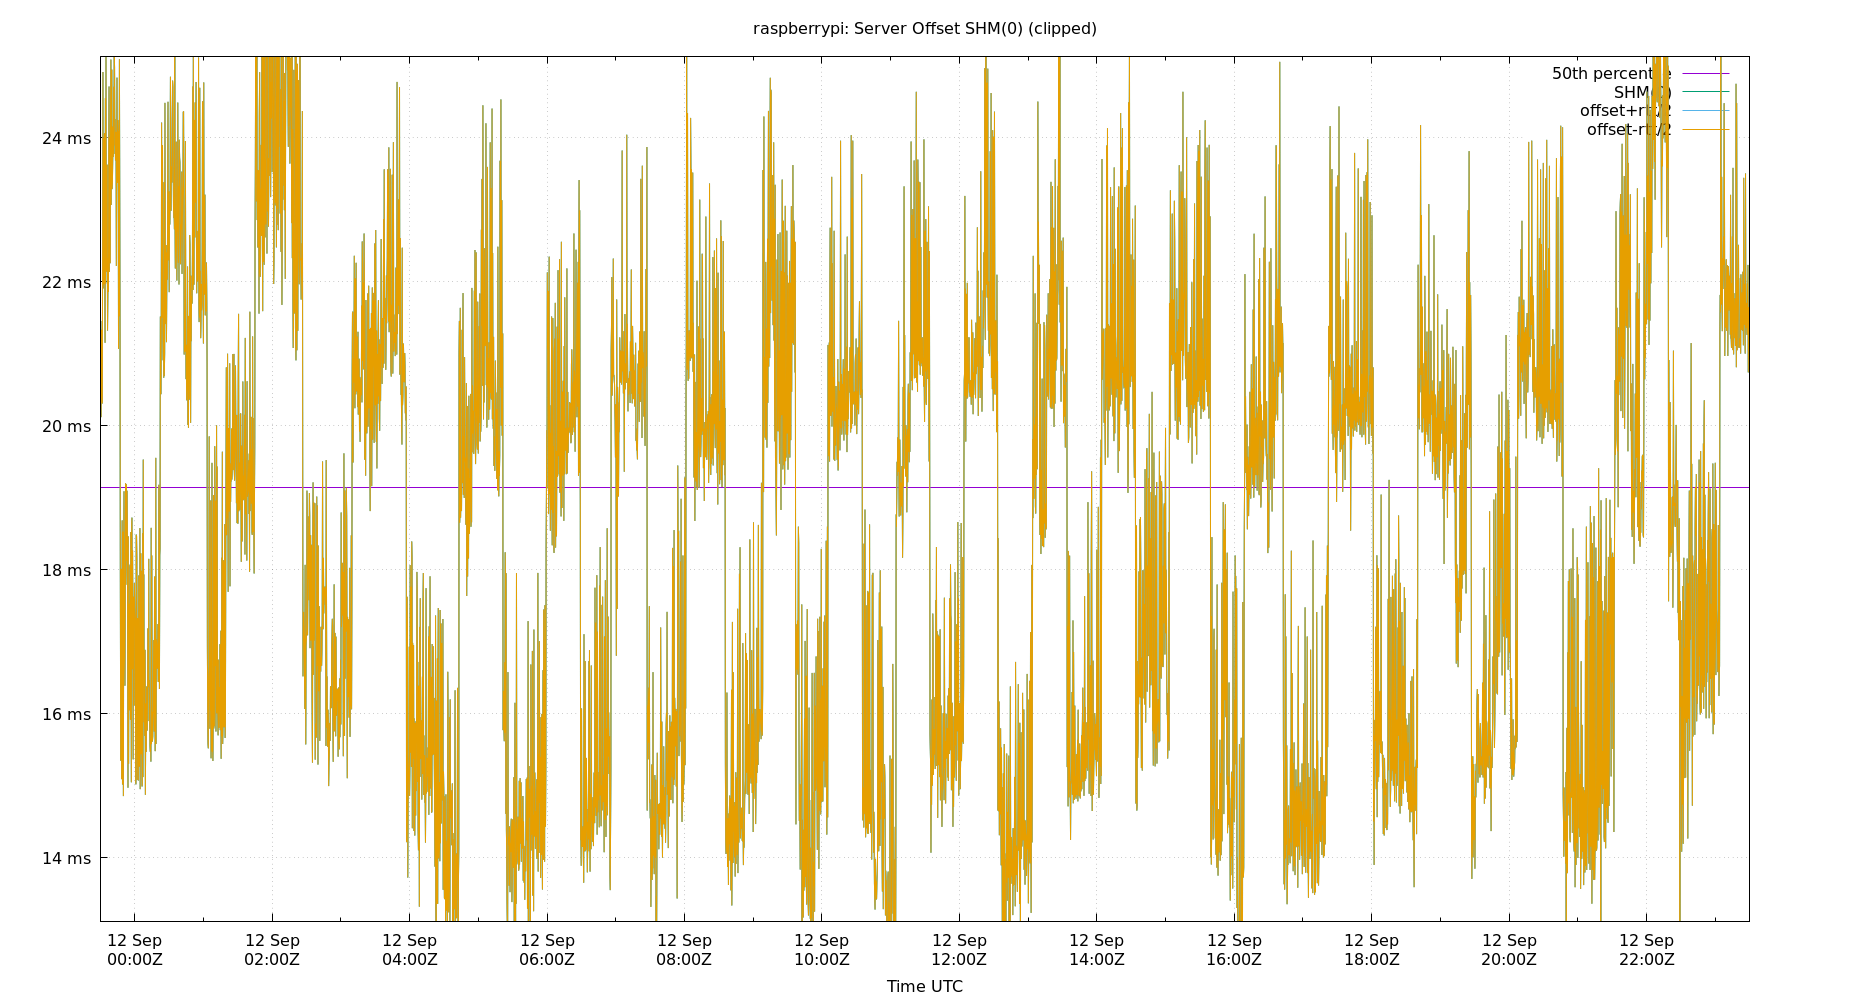 raspberrypi: Server Offset SHM(0) (clipped)
50th percentile
SHM(0)
offset+rtt/2
offset-rtt/2
24 ms
22 ms
20 ms
18 ms
16 ms
14 ms
12 Sep 12 Sep 12 Sep 12 Sep 12 Sep 12 Sep 12 Sep 12 Sep 12 Sep 12 Sep 12 Sep 12 Sep
00:00Z 02:00Z 04:00Z 06:00Z 08:00Z 10:00Z 12:00Z 14:00Z 16:00Z 18:00Z 20:00Z 22:00Z
Time UTC